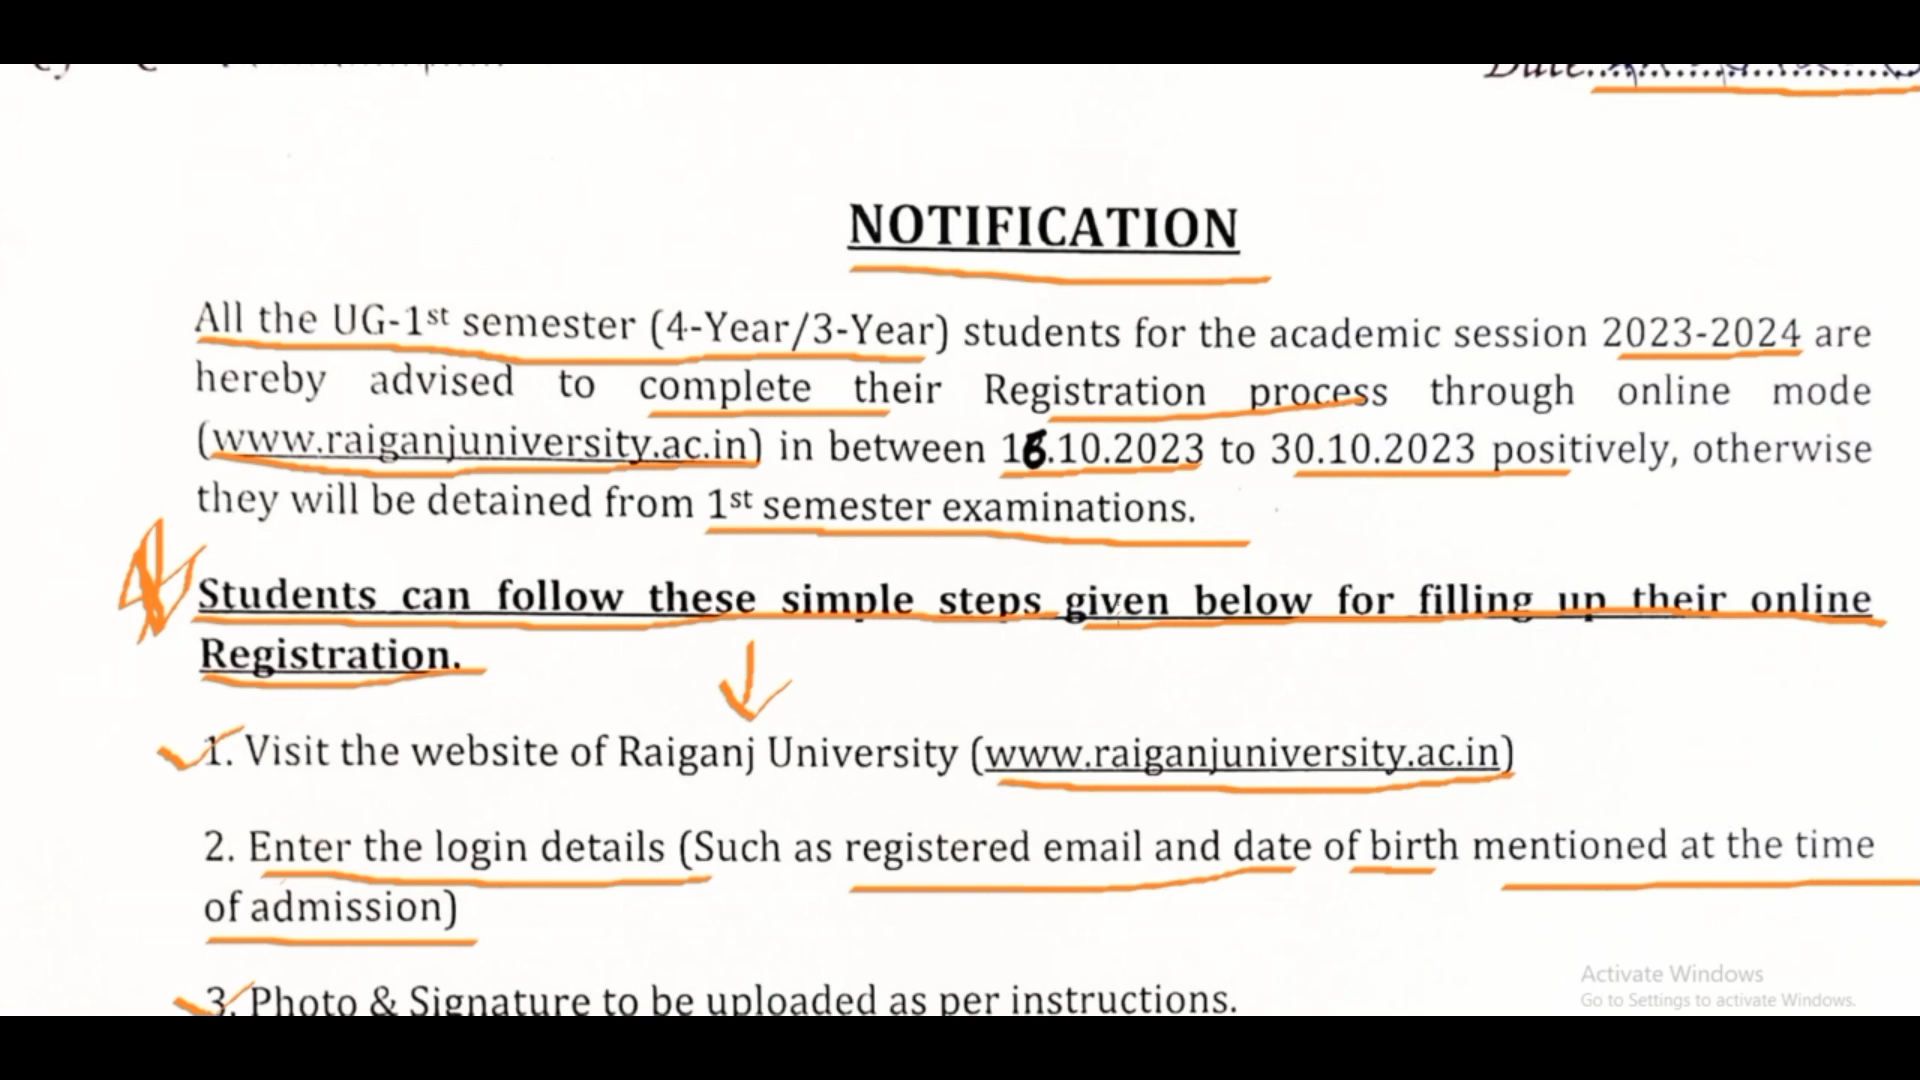 NOTIFICATION
All the UG-1st semester (4-Year/3-Year) students for the academic session 2023-2024 are
hereby advised to complete their Registration process through online mode
(www.raiganjuniversity.ac.in) in between 16.10.2023 to 30.10.2023 positively, otherwise
they will be detained from 1st semester examinations.
Students can follow these simple steps given below for filling up their online
Registration.
1. Visit the website of Raiganj University (www.raiganjuniversity.ac.in)
2. Enter the login details (Such as registered email and date of birth mentioned at the time
of admission)
3. Photo & Signature to be uploaded as per instructions.
Activate Windows
Go to Settings to activate Windows.